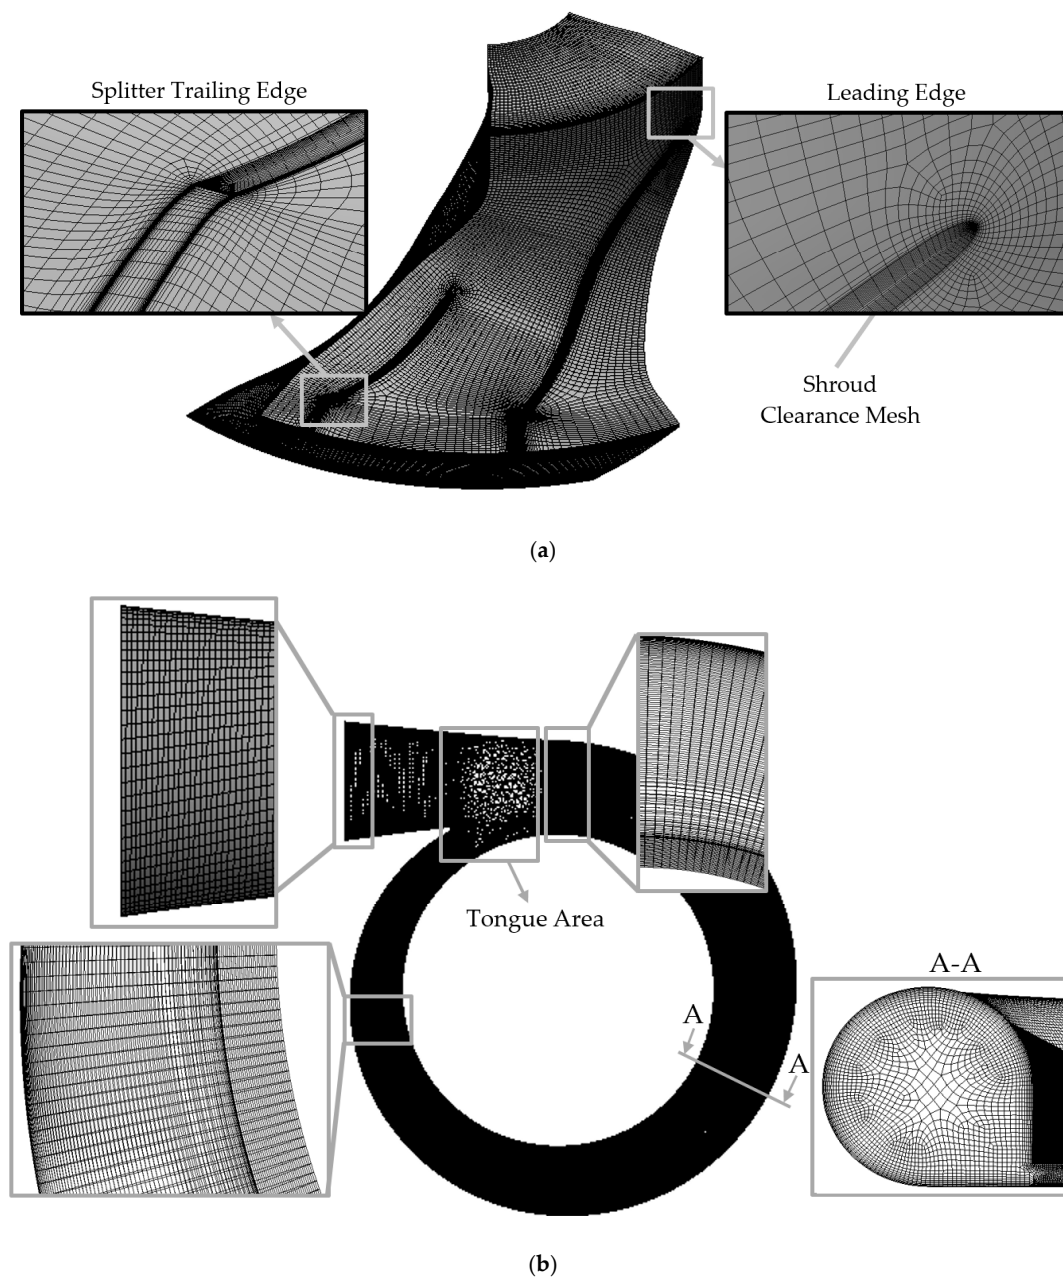 Splitter Trailing Edge
Leading Edge
Shroud
Clearance Mesh
(a)
Tongue Area
A-A
A
A
(b)